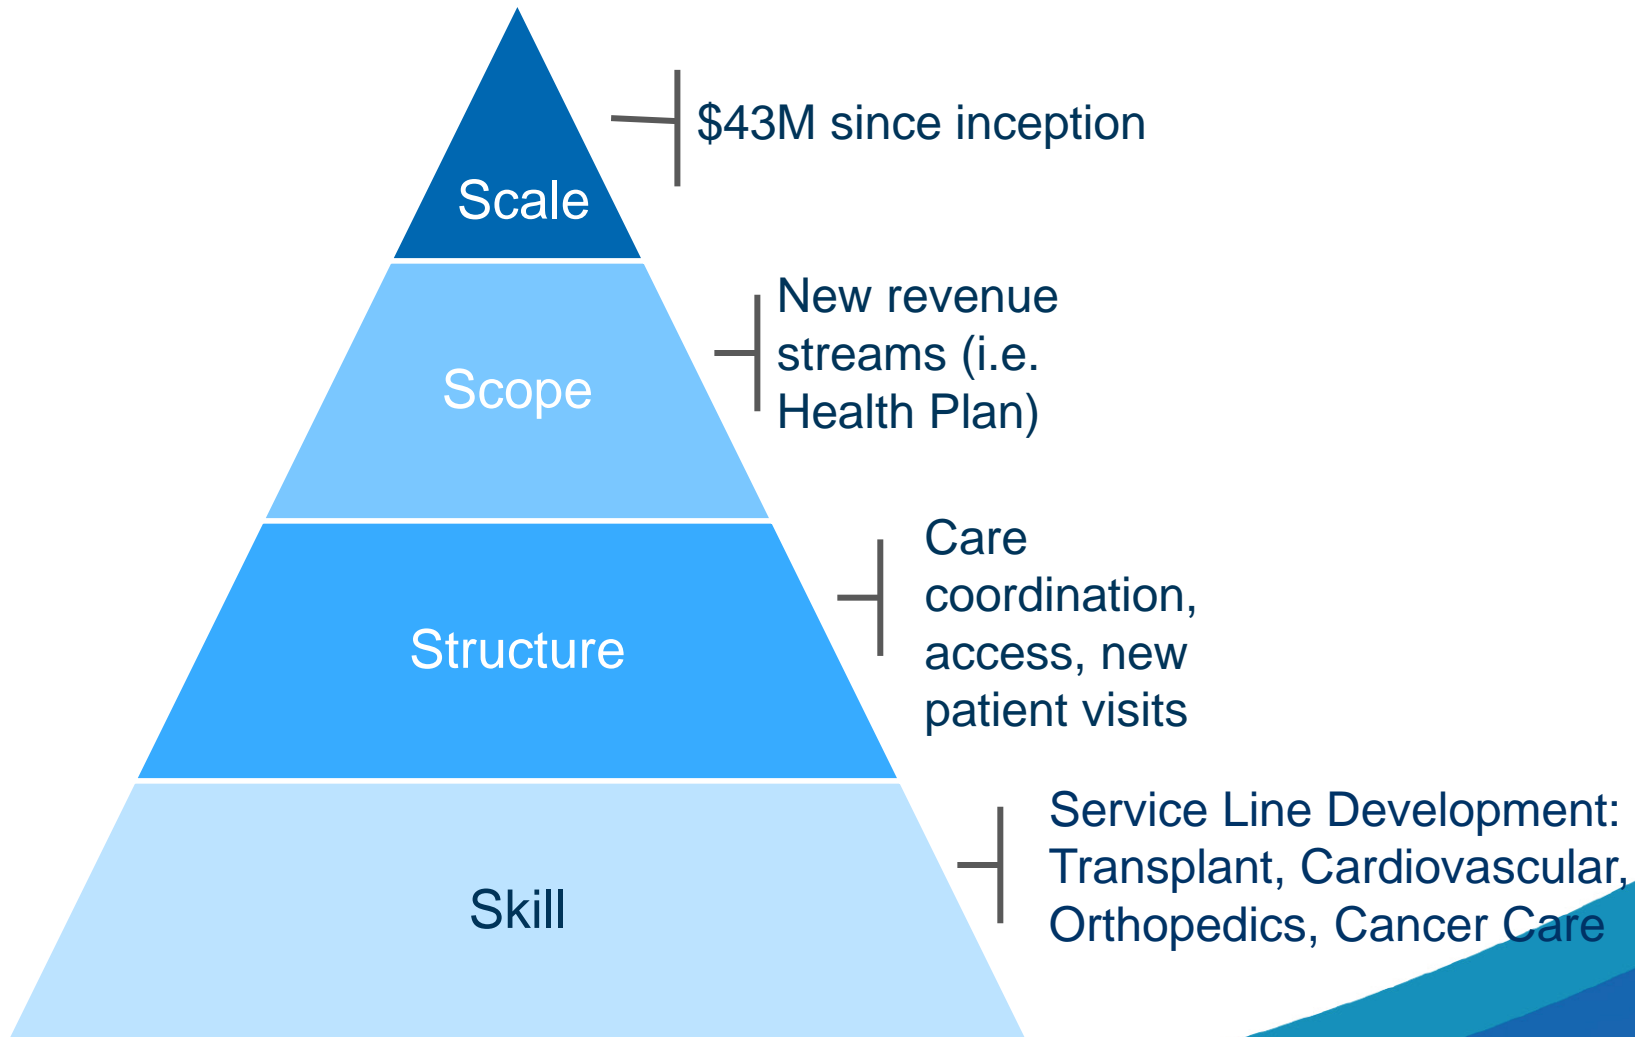 Scale
$43M since inception
Scope
New revenue
streams (i.e.
Health Plan)
Structure
Care
coordination,
access, new
patient visits
Skill
Service Line Development:
Transplant, Cardiovascular,
Orthopedics, Cancer Care